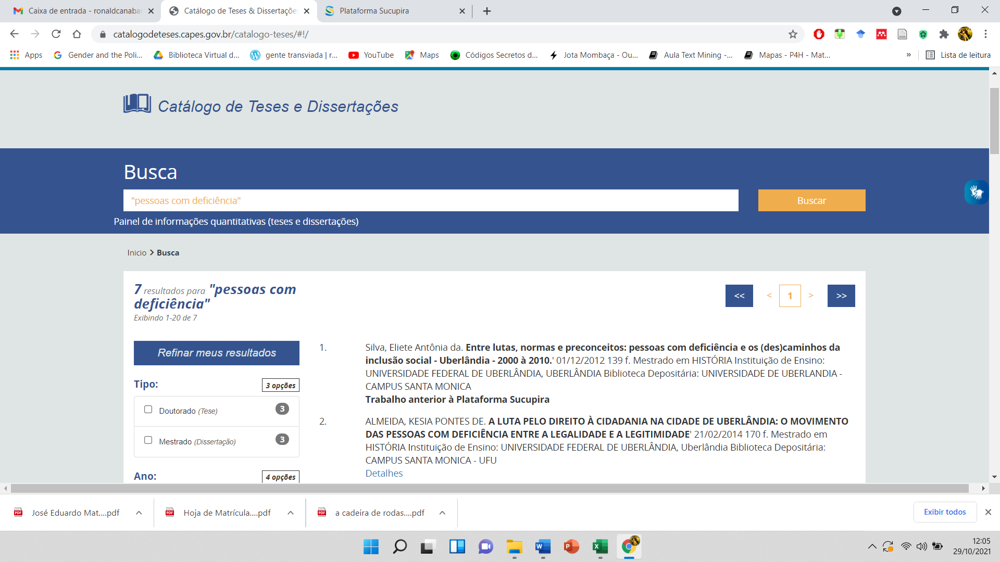 Caixa de entrada - ronaldcanabar
Catálogo de Teses & Dissertaçõe
Plataforma Sucupira
catalogodeteses.capes.gov.br/catalogo-teses/#!/
Apps
Gender and the Poli...
Biblioteca Virtual d...
gente transviada | r...
YouTube
Maps
Códigos Secretos d...
Jota Mombaça - Ou...
Aula Text Mining -...
Mapas - P4H - Mat...
»
Lista de leitura
Catálogo de Teses e Dissertações
Busca
"pessoas com deficiência"
Buscar
Painel de informações quantitativas (teses e dissertações)
Inicio > Busca
7 resultados para "pessoas com
deficiência"
Exibindo 1-20 de 7
<< < 1 > >>
Refinar meus resultados
Tipo:
3 opções
Doutorado (Tese)
3
Mestrado (Dissertação)
3
Ano:
4 opções
1. Silva, Eliete Antônia da. Entre lutas, normas e preconceitos: pessoas com deficiência e os (des)caminhos da
inclusão social - Uberlândia - 2000 à 2010.' 01/12/2012 139 f. Mestrado em HISTÓRIA Instituição de Ensino:
UNIVERSIDADE FEDERAL DE UBERLÂNDIA, UBERLÂNDIA Biblioteca Depositária: UNIVERSIDADE DE UBERLANDIA -
CAMPUS SANTA MONICA
Trabalho anterior à Plataforma Sucupira
2. ALMEIDA, KESIA PONTES DE. A LUTA PELO DIREITO À CIDADANIA NA CIDADE DE UBERLÂNDIA: O MOVIMENTO
DAS PESSOAS COM DEFICIÊNCIA ENTRE A LEGALIDADE E A LEGITIMIDADE' 21/02/2014 170 f. Mestrado em
HISTÓRIA Instituição de Ensino: UNIVERSIDADE FEDERAL DE UBERLÂNDIA, Uberlândia Biblioteca Depositária:
CAMPUS SANTA MONICA - UFU
Detalhes
José Eduardo Mat....pdf
Hoja de Matrícula....pdf
a cadeira de rodas....pdf
Exibir todos
12:05
29/10/2021